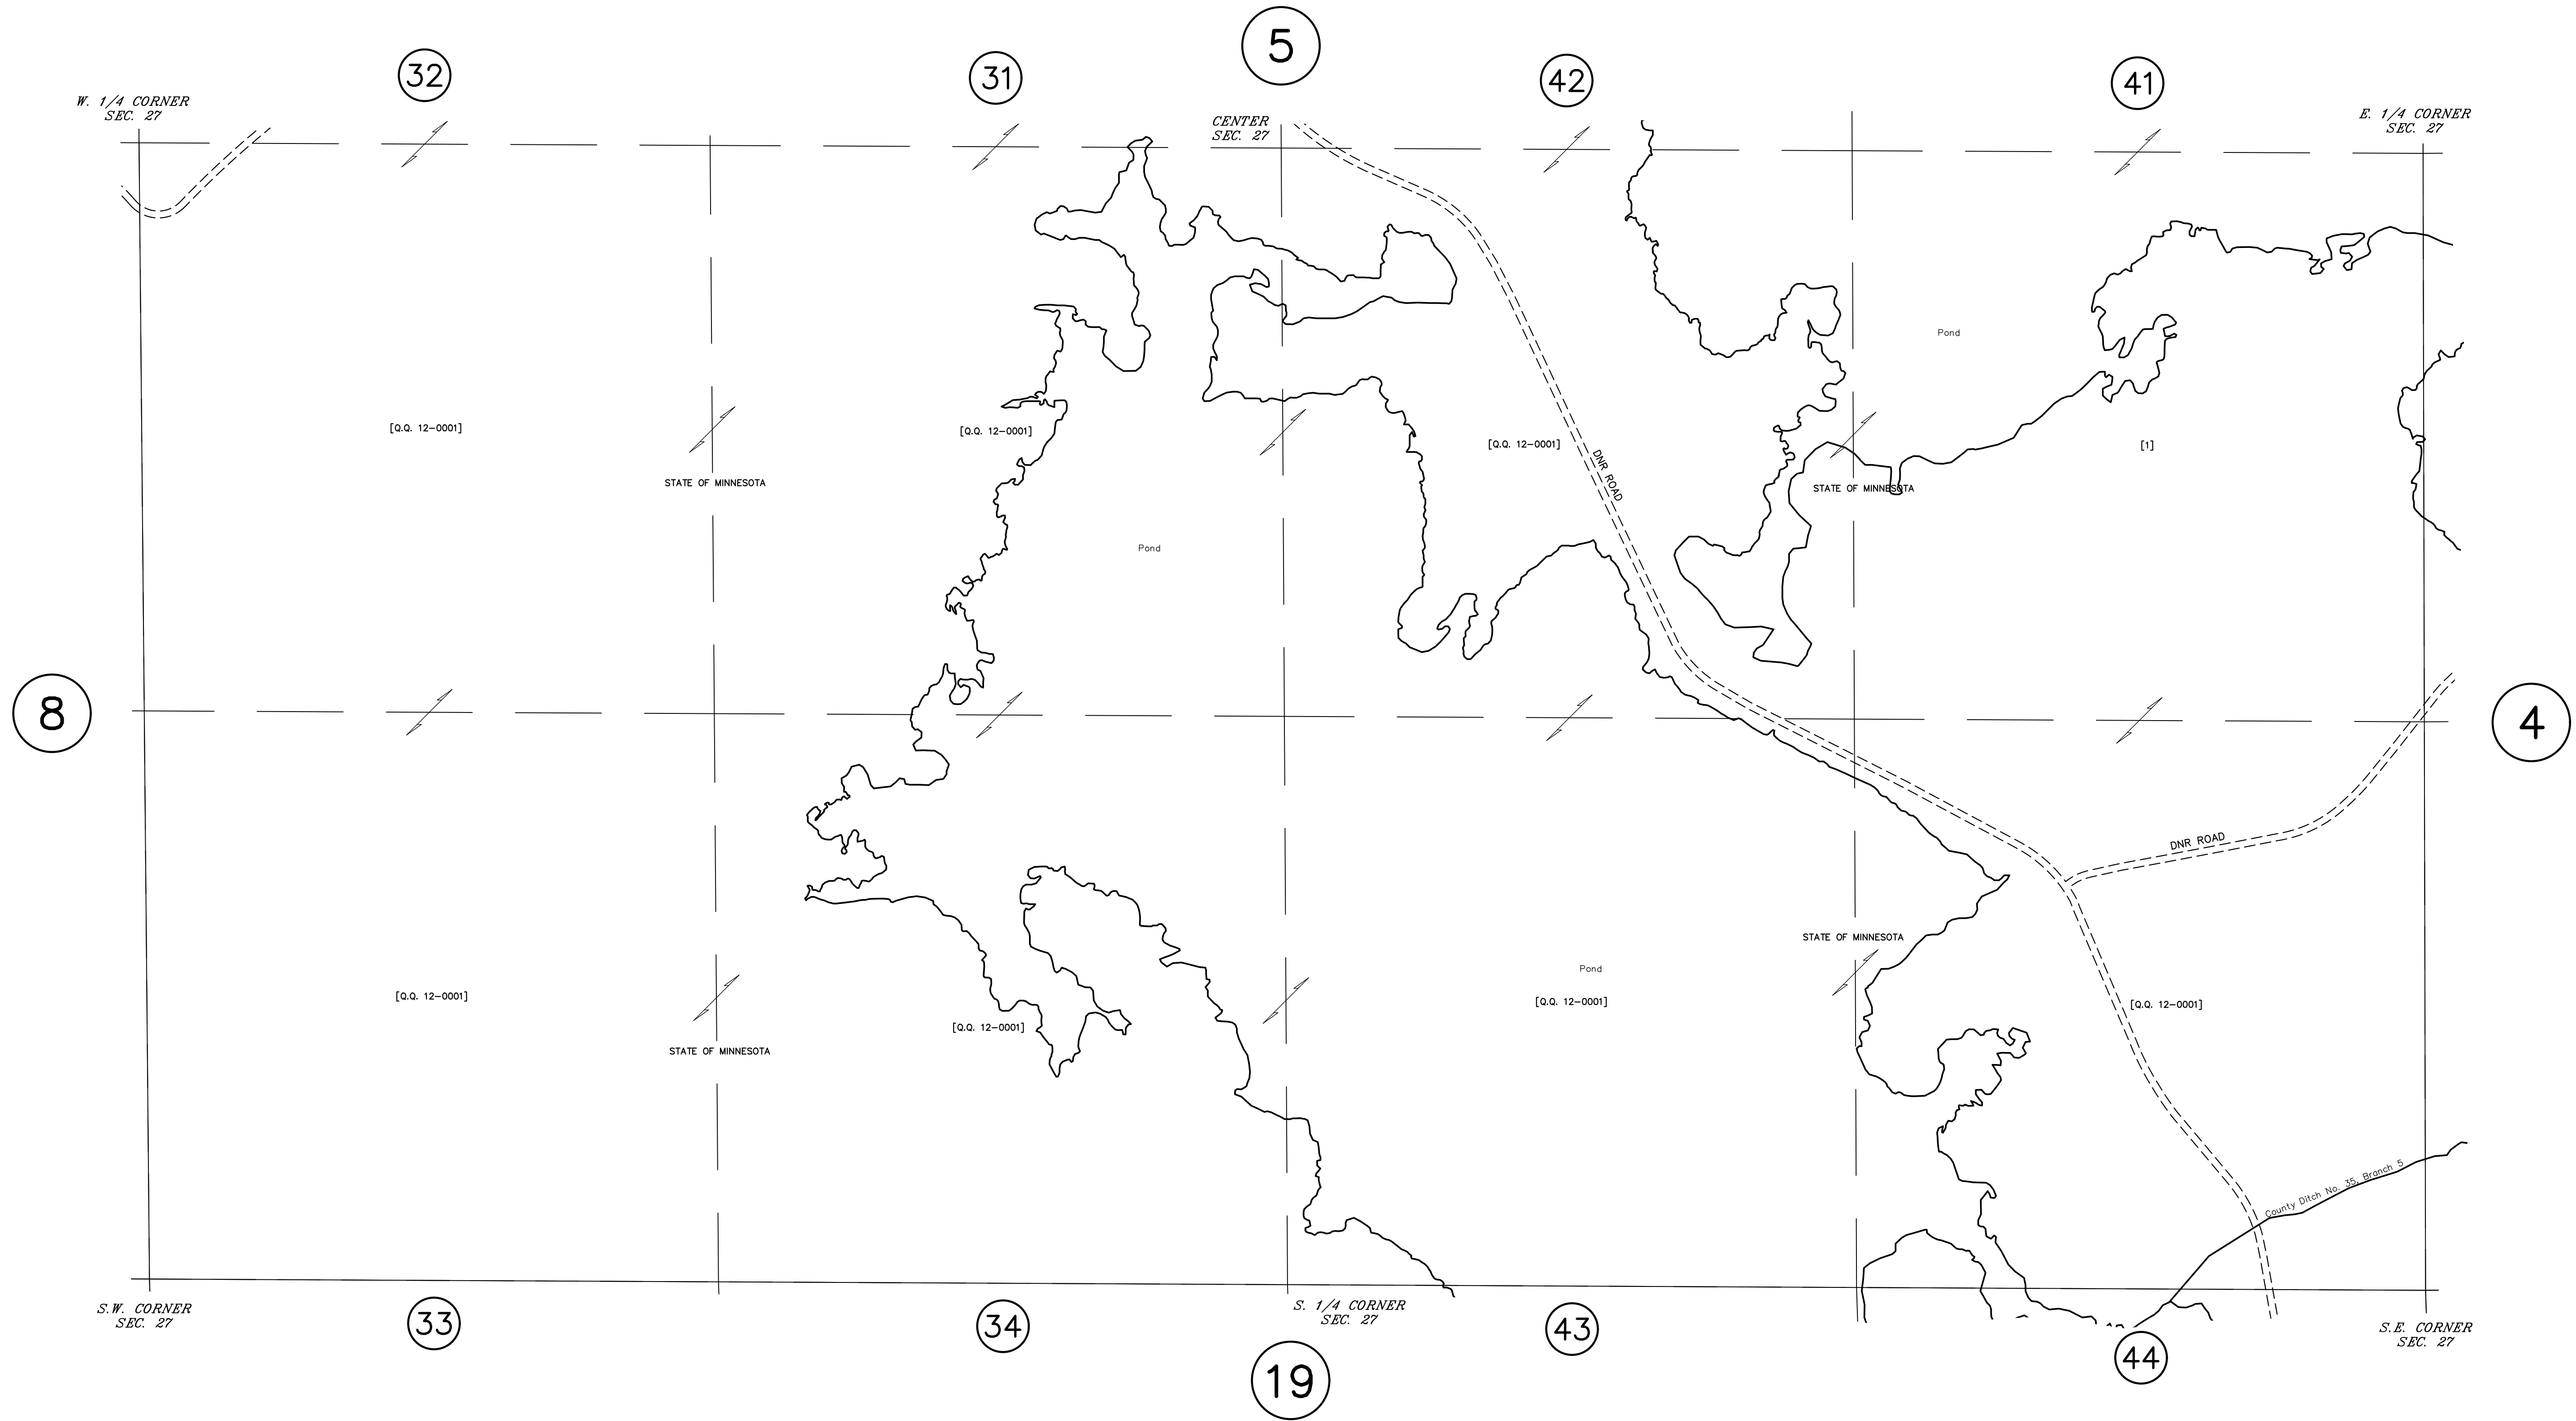 5
32
31
42
41
W. 1/4 CORNER
SEC. 27
CENTER
SEC. 27
E. 1/4 CORNER
SEC. 27
Pond
[Q.Q. 12-0001]
[Q.Q. 12-0001]
[Q.Q. 12-0001]
[1]
DNR ROAD
STATE OF MINNESOTA
STATE OF MINNESOTA
Pond
8
4
DNR ROAD
STATE OF MINNESOTA
Pond
[Q.Q. 12-0001]
[Q.Q. 12-0001]
[Q.Q. 12-0001]
[Q.Q. 12-0001]
STATE OF MINNESOTA
County Ditch No. 35, Branch 5
S.W. CORNER
SEC. 27
S. 1/4 CORNER
SEC. 27
S.E. CORNER
SEC. 27
33
34
43
44
19